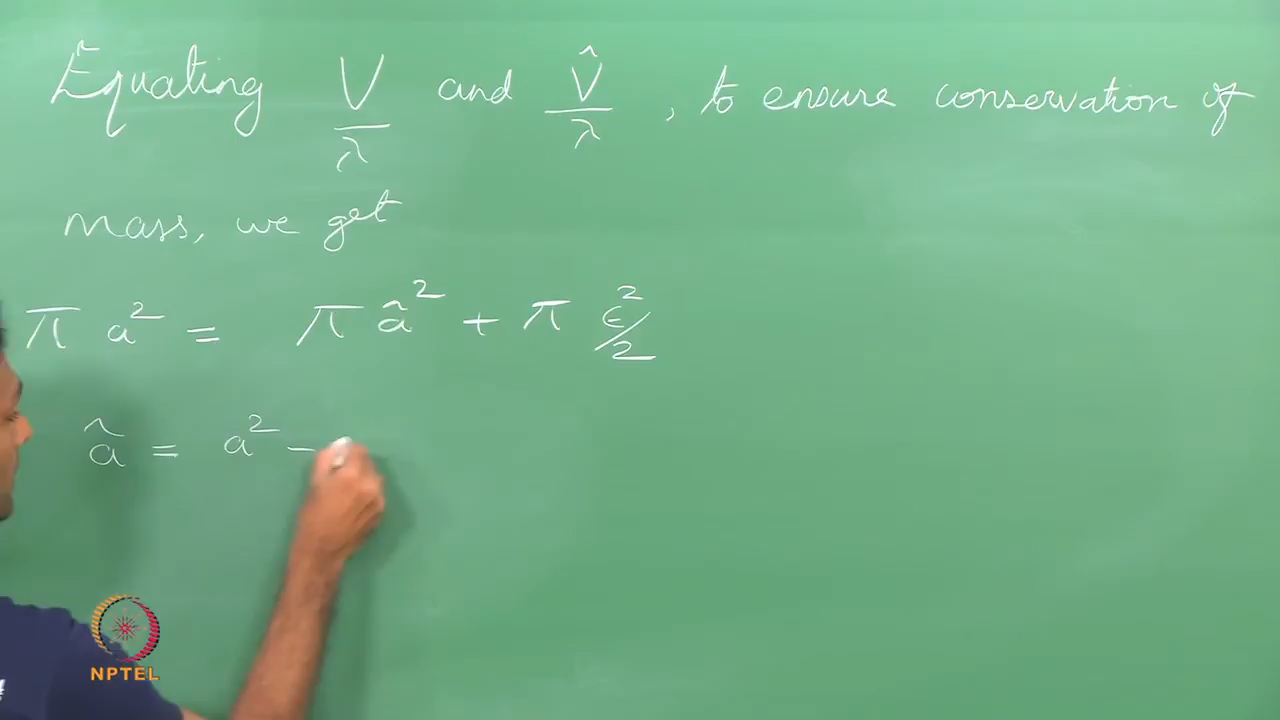 Equating V/λ and V̂/λ, to ensure conservation of
mass, we get
π a² = π â² + π ε²/2
â = a² −
NPTEL